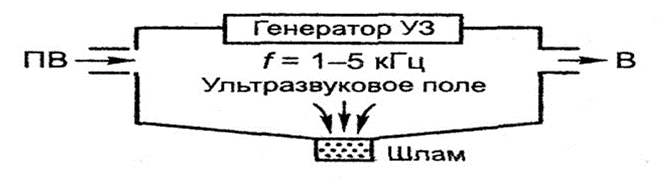 Генератор УЗ
ПВ
f = 1–5 кГц
В
Ультразвуковое поле
Шлам